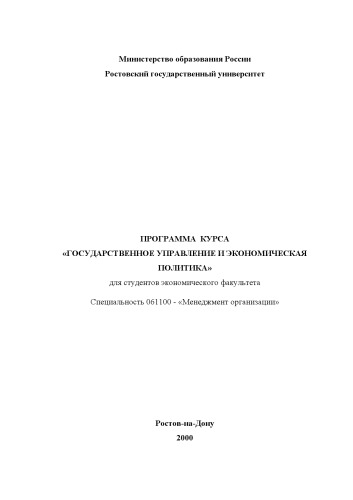 Министерство образования России
Ростовский государственный университет
ПРОГРАММА КУРСА
«ГОСУДАРСТВЕННОЕ УПРАВЛЕНИЕ И ЭКОНОМИЧЕСКАЯ
ПОЛИТИКА»
для студентов экономического факультета
Специальность 061100 - «Менеджмент организации»
Ростов-на-Дону
2000